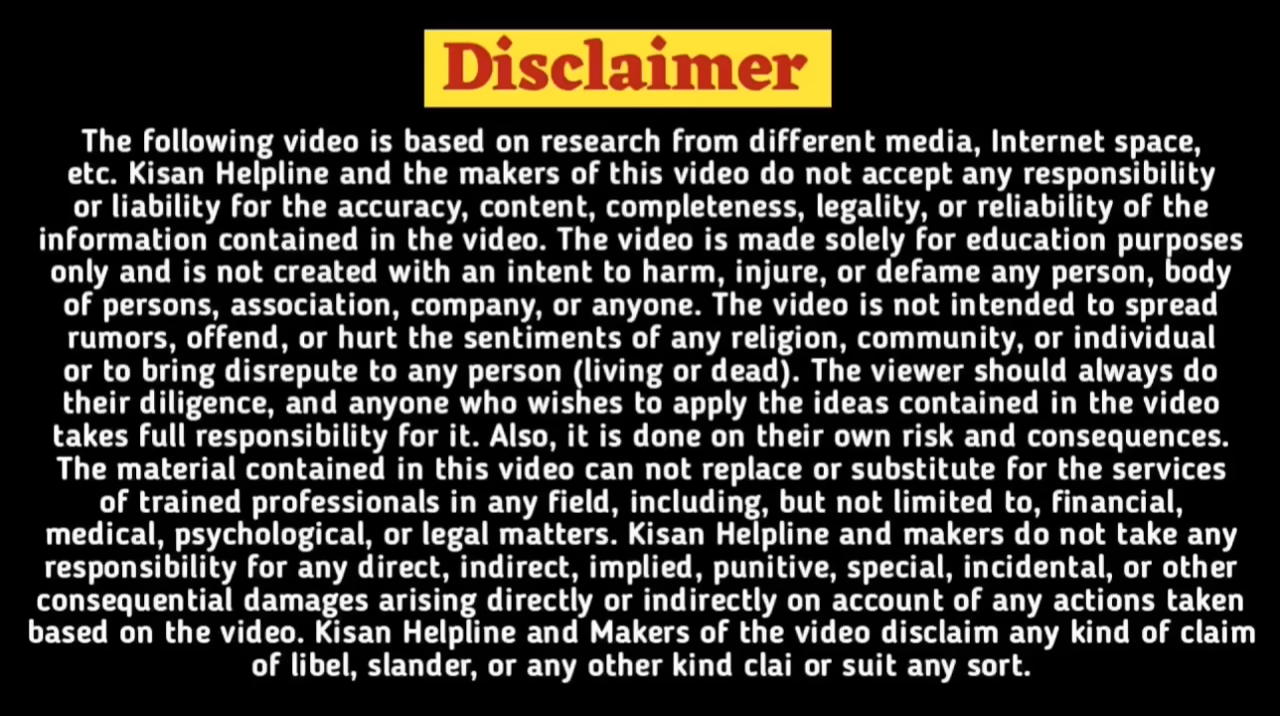 Disclaimer
The following video is based on research from different media, Internet space,
etc. Kisan Helpline and the makers of this video do not accept any responsibility
or liability for the accuracy, content, completeness, legality, or reliability of the
information contained in the video. The video is made solely for education purposes
only and is not created with an intent to harm, injure, or defame any person, body
of persons, association, company, or anyone. The video is not intended to spread
rumors, offend, or hurt the sentiments of any religion, community, or individual
or to bring disrepute to any person (living or dead). The viewer should always do
their diligence, and anyone who wishes to apply the ideas contained in the video
takes full responsibility for it. Also, it is done on their own risk and consequences.
The material contained in this video can not replace or substitute for the services
of trained professionals in any field, including, but not limited to, financial,
medical, psychological, or legal matters. Kisan Helpline and makers do not take any
responsibility for any direct, indirect, implied, punitive, special, incidental, or other
consequential damages arising directly or indirectly on account of any actions taken
based on the video. Kisan Helpline and Makers of the video disclaim any kind of claim
of libel, slander, or any other kind clai or suit any sort.